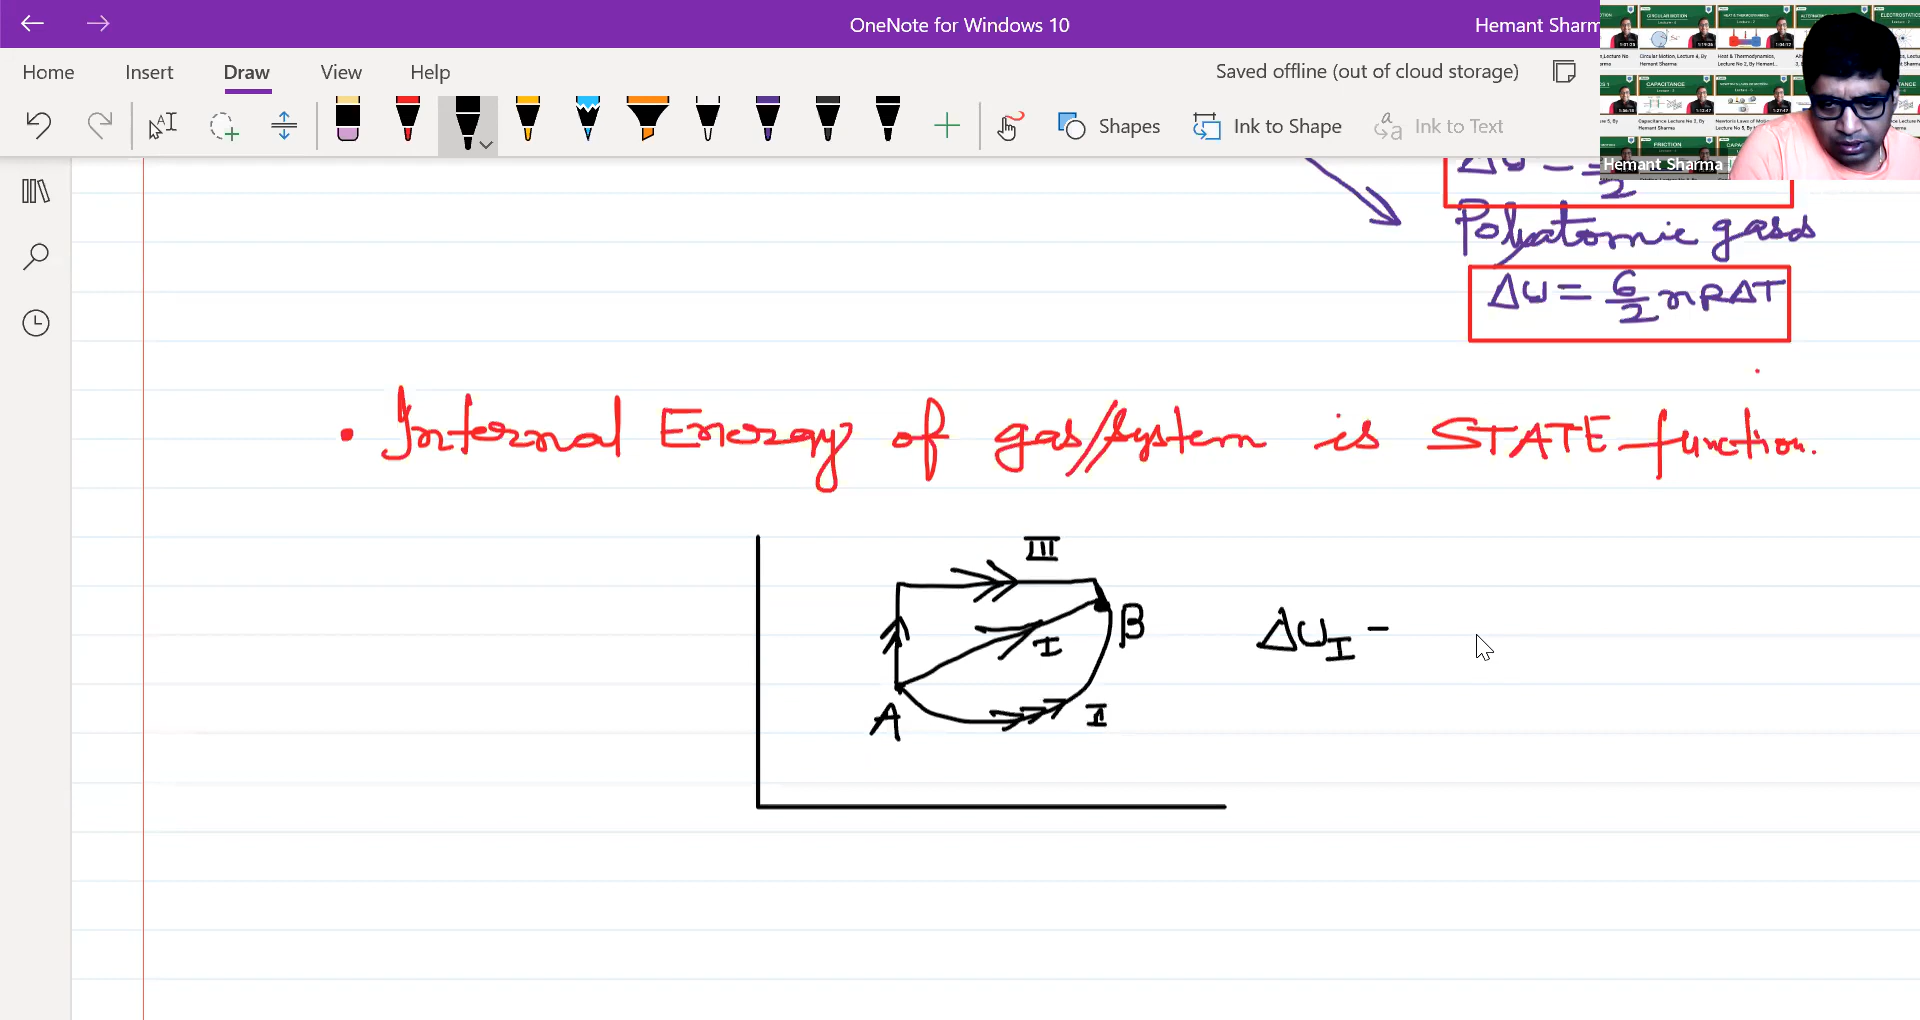 OneNote for Windows 10
Hemant Sharm
Home Insert Draw View Help
Saved offline (out of cloud storage)
Shapes Ink to Shape Ink to Text
Hemant Sharma
ΔU =
2
Polyatomic gases
ΔU = 6/2 nRΔT
• Internal Energy of gas/system is STATE function.
III
B
I
ΔU_I -
A
I